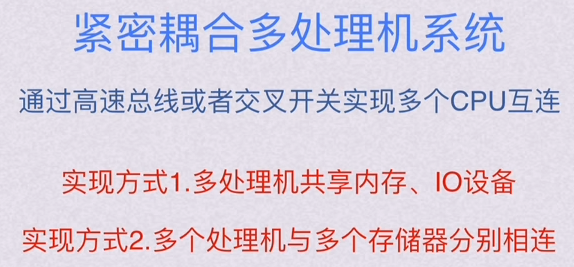 紧密耦合多处理机系统
通过高速总线或者交叉开关实现多个CPU互连
实现方式1.多处理机共享内存、IO设备
实现方式2.多个处理机与多个存储器分别相连